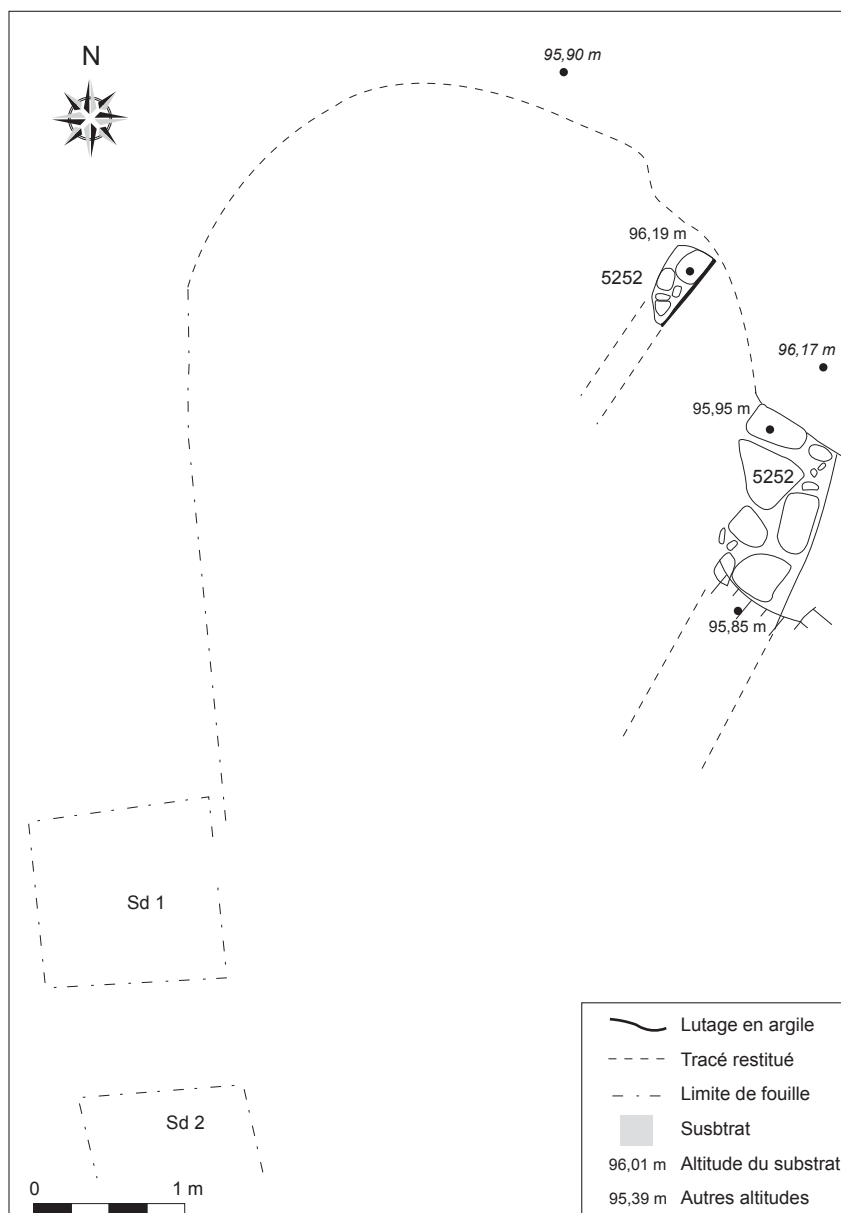 N
95,90 m
96,19 m
5252
96,17 m
95,95 m
5252
95,85 m
Sd 1
Sd 2
0 1 m
Lutage en argile
Tracé restitué
Limite de fouille
Susbtrat
96,01 m Altitude du substrat
95,39 m Autres altitudes